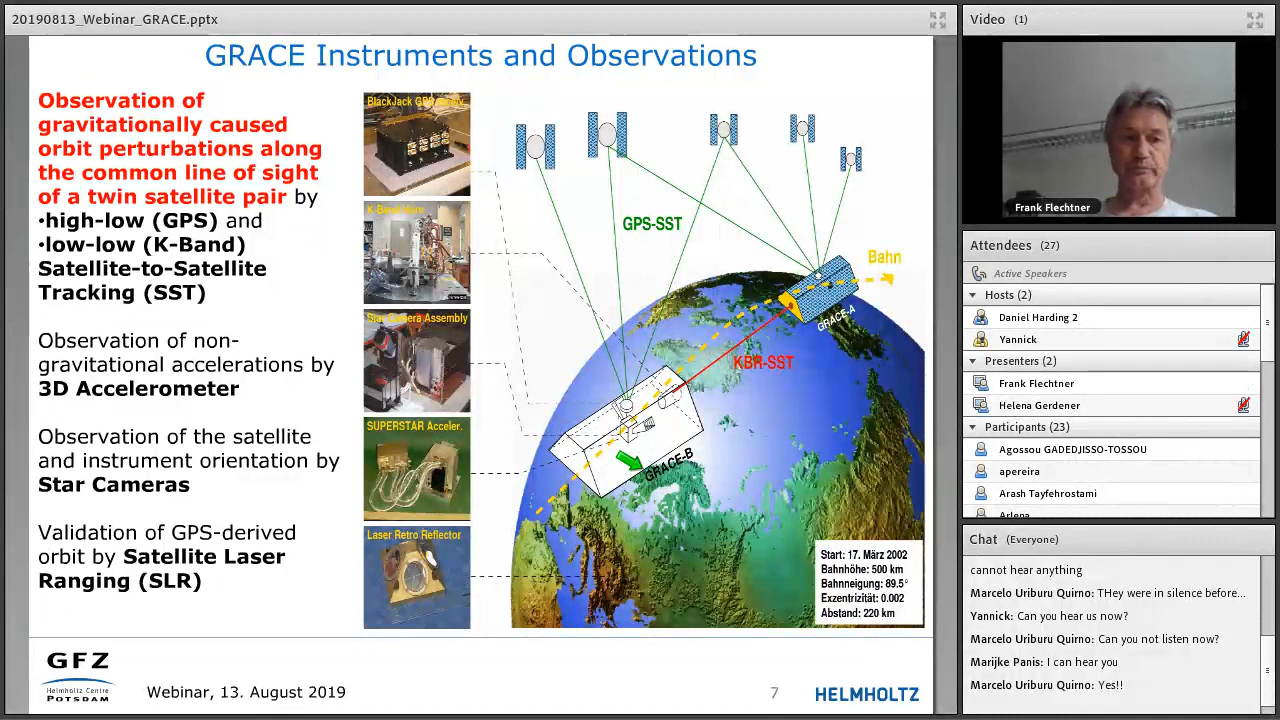 20190813_Webinar_GRACE.pptx
GRACE Instruments and Observations
Observation of
gravitationally caused
orbit perturbations along
the common line of sight
of a twin satellite pair by
•high-low (GPS) and
•low-low (K-Band)
Satellite-to-Satellite
Tracking (SST)
Observation of non-
gravitational accelerations by
3D Accelerometer
Observation of the satellite
and instrument orientation by
Star Cameras
Validation of GPS-derived
orbit by Satellite Laser
Ranging (SLR)
BlackJack GPS
K-Band Horn
Star Camera Assembly
SUPERSTAR Acceler.
Laser Retro Reflector
GPS-SST
Bahn
GRACE-A
KBR-SST
GRACE-B
Start: 17. März 2002
Bahnhöhe: 500 km
Bahnneigung: 89.5°
Exzentrizität: 0.002
Abstand: 220 km
GFZ
Helmholtz Centre
POTSDAM
Webinar, 13. August 2019
7
HELMHOLTZ
Video (1)
Frank Flechtner
Attendees (27)
Active Speakers
Hosts (2)
Daniel Harding 2
Yannick
Presenters (2)
Frank Flechtner
Helena Gerdener
Participants (23)
Agossou GADEDJISSO-TOSSOU
apereira
Arash Tayfehrostami
Arlena
Chat (Everyone)
cannot hear anything
Marcelo Uriburu Quirno: THey were in silence before...
Yannick: Can you hear us now?
Marcelo Uriburu Quirno: Can you not listen now?
Marijke Panis: I can hear you
Marcelo Uriburu Quirno: Yes!!